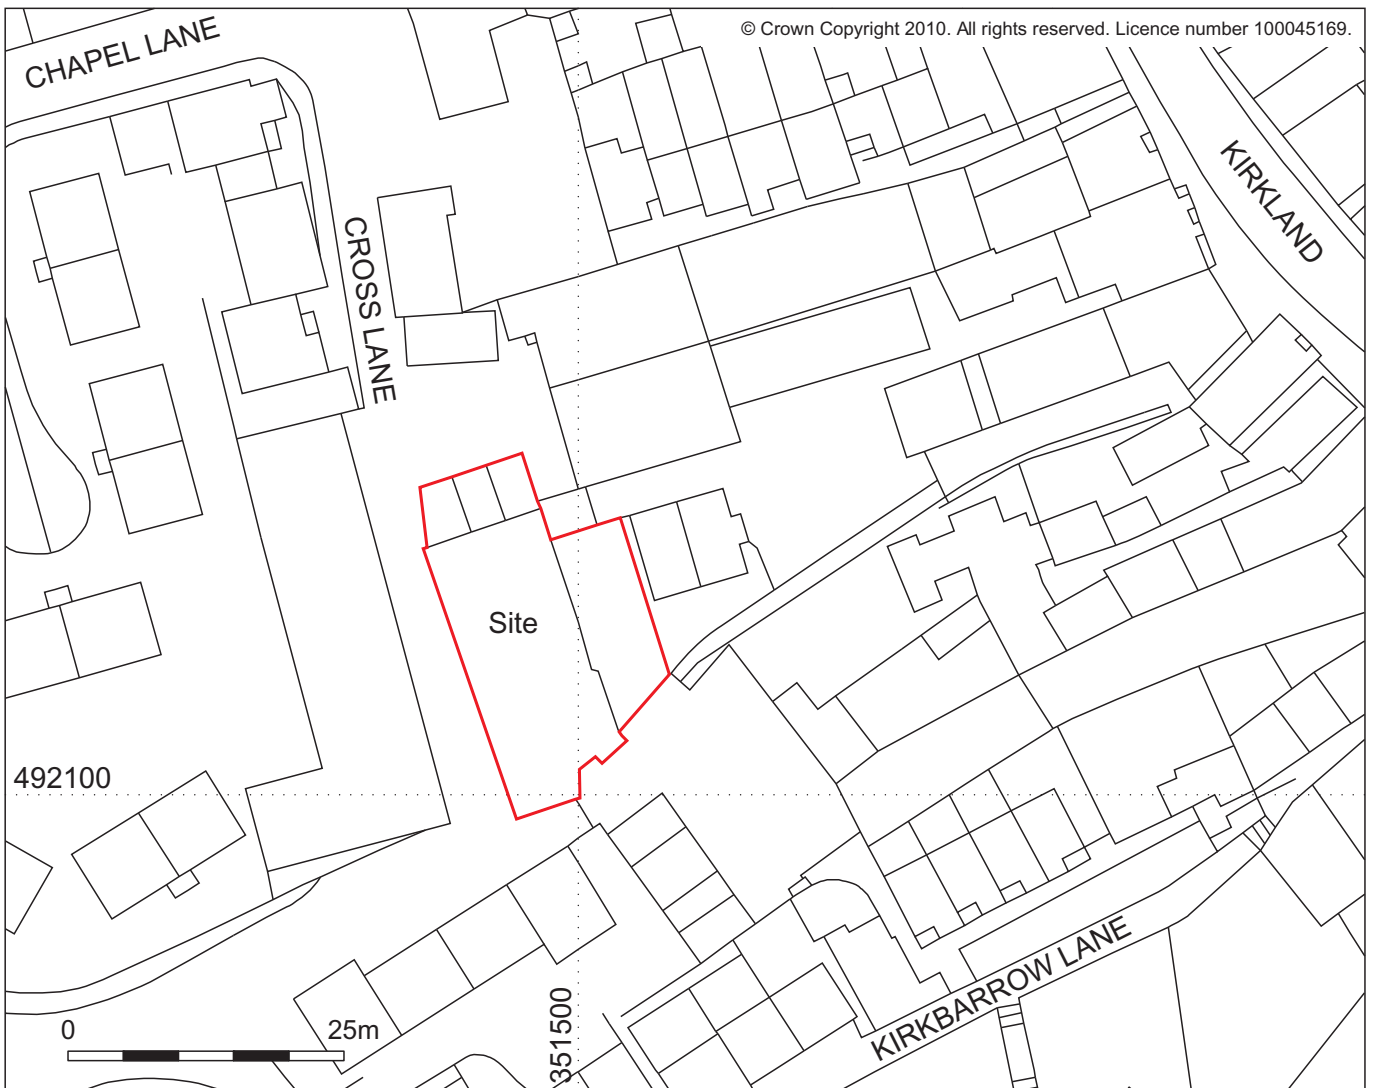 © Crown Copyright 2010. All rights reserved. Licence number 100045169.
CHAPEL LANE
KIRKLAND
CROSS LANE
Site
492100
351500
KIRKBARROW LANE
0 25m